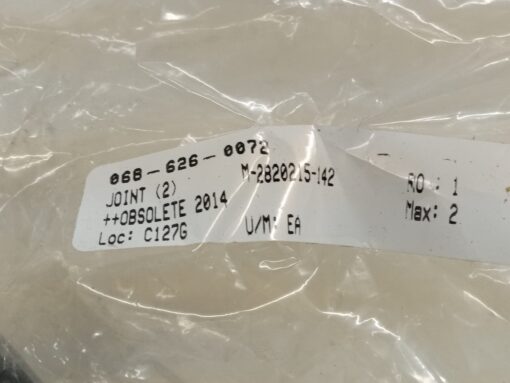 068-626-0072
JOINT (2) M-2820215-142 RO : 1
++OBSOLETE 2014 Max: 2
Loc: C127G U/M: EA